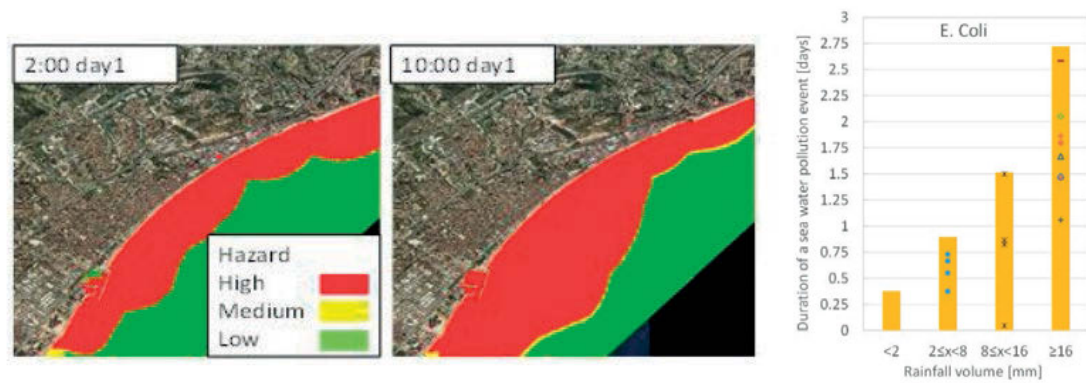 2:00 day1
10:00 day1
Hazard
High
Medium
Low
E. Coli
Duration of a sea water pollution event [days]
3
2.75
2.5
2.25
2
1.75
1.5
1.25
1
0.75
0.5
0.25
0
<2
2≤x<8
8≤x<16
≥16
Rainfall volume [mm]